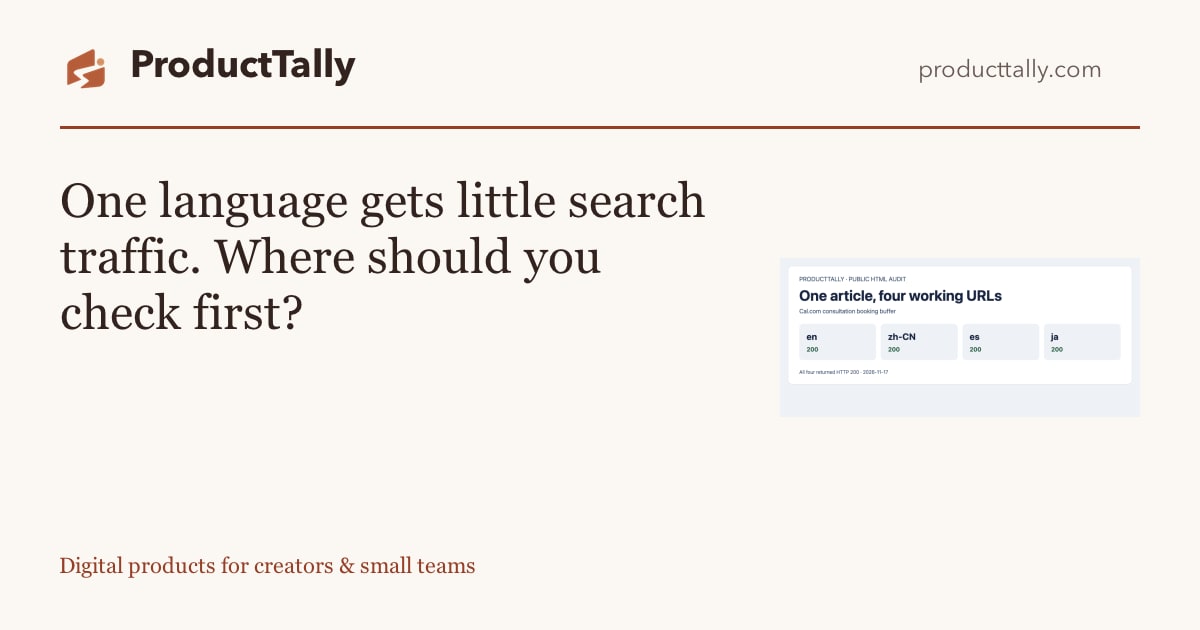 ProductTally
producttally.com
One language gets little search
traffic. Where should you
check first?
PRODUCTTALLY · PUBLIC HTML AUDIT
One article, four working URLs
Cal.com consultation booking buffer
en
200
zh-CN
200
es
200
ja
200
All four returned HTTP 200 · 2026-11-17
Digital products for creators & small teams